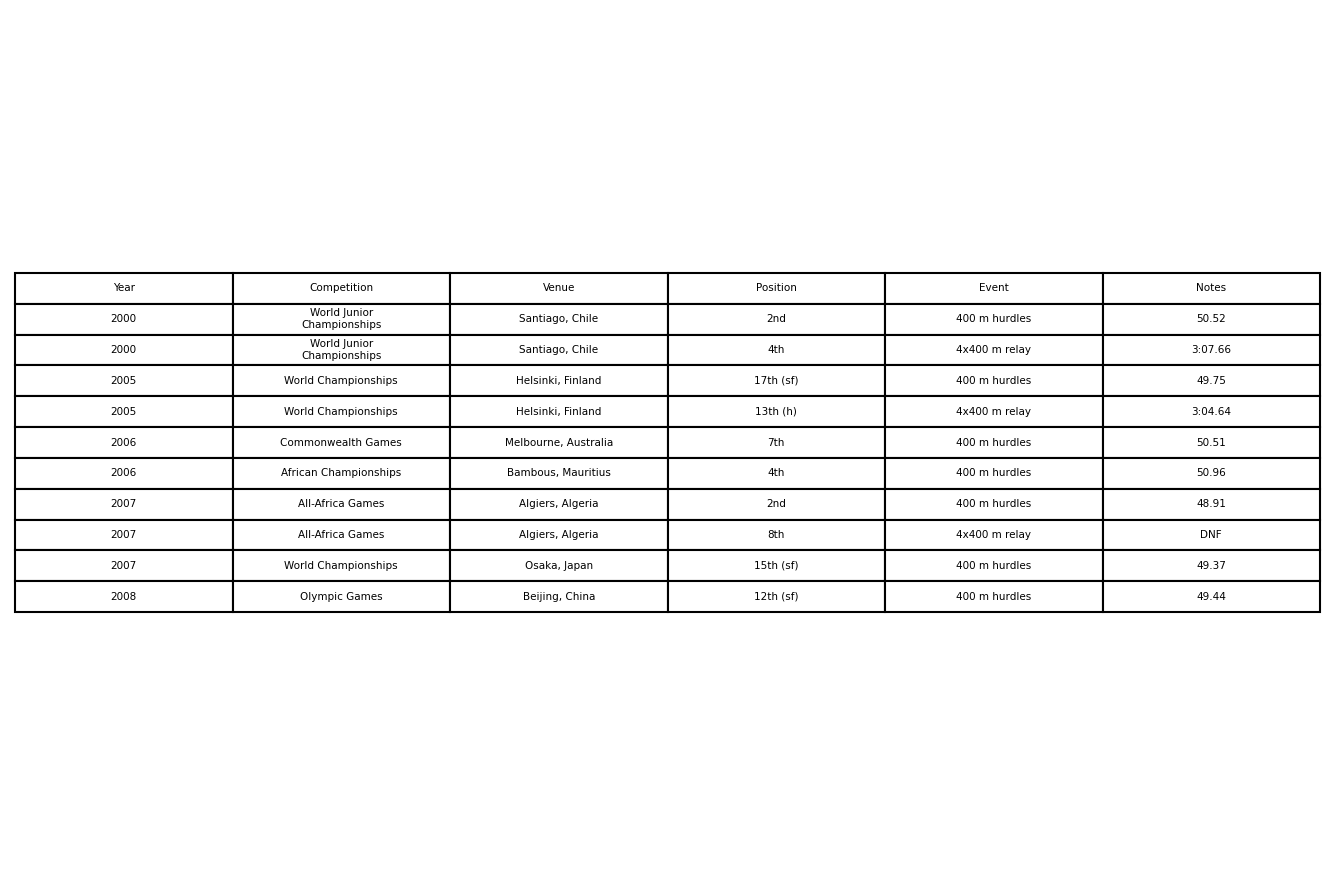 Year Competition Venue Position Event Notes
2000 World Junior Championships Santiago, Chile 2nd 400 m hurdles 50.52
2000 World Junior Championships Santiago, Chile 4th 4x400 m relay 3:07.66
2005 World Championships Helsinki, Finland 17th (sf) 400 m hurdles 49.75
2005 World Championships Helsinki, Finland 13th (h) 4x400 m relay 3:04.64
2006 Commonwealth Games Melbourne, Australia 7th 400 m hurdles 50.51
2006 African Championships Bambous, Mauritius 4th 400 m hurdles 50.96
2007 All-Africa Games Algiers, Algeria 2nd 400 m hurdles 48.91
2007 All-Africa Games Algiers, Algeria 8th 4x400 m relay DNF
2007 World Championships Osaka, Japan 15th (sf) 400 m hurdles 49.37
2008 Olympic Games Beijing, China 12th (sf) 400 m hurdles 49.44